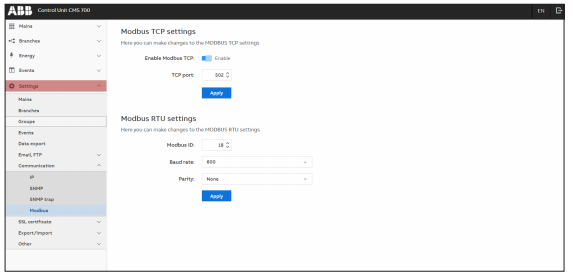 ABB
Control Unit CMS 700
EN
Mains
Branches
Energy
Events
Settings
Mains
Branches
Groups
Events
Data export
Email, FTP
Communication
IP
SNMP
SNMP trap
Modbus
SSL certificate
Export/Import
Other
Modbus TCP settings
Here you can make changes to the MODBUS TCP settings
Enable Modbus TCP: Enable
TCP port: 502
Apply
Modbus RTU settings
Here you can make changes to the MODBUS RTU settings
Modbus ID: 18
Baud rate: 600
Parity: None
Apply